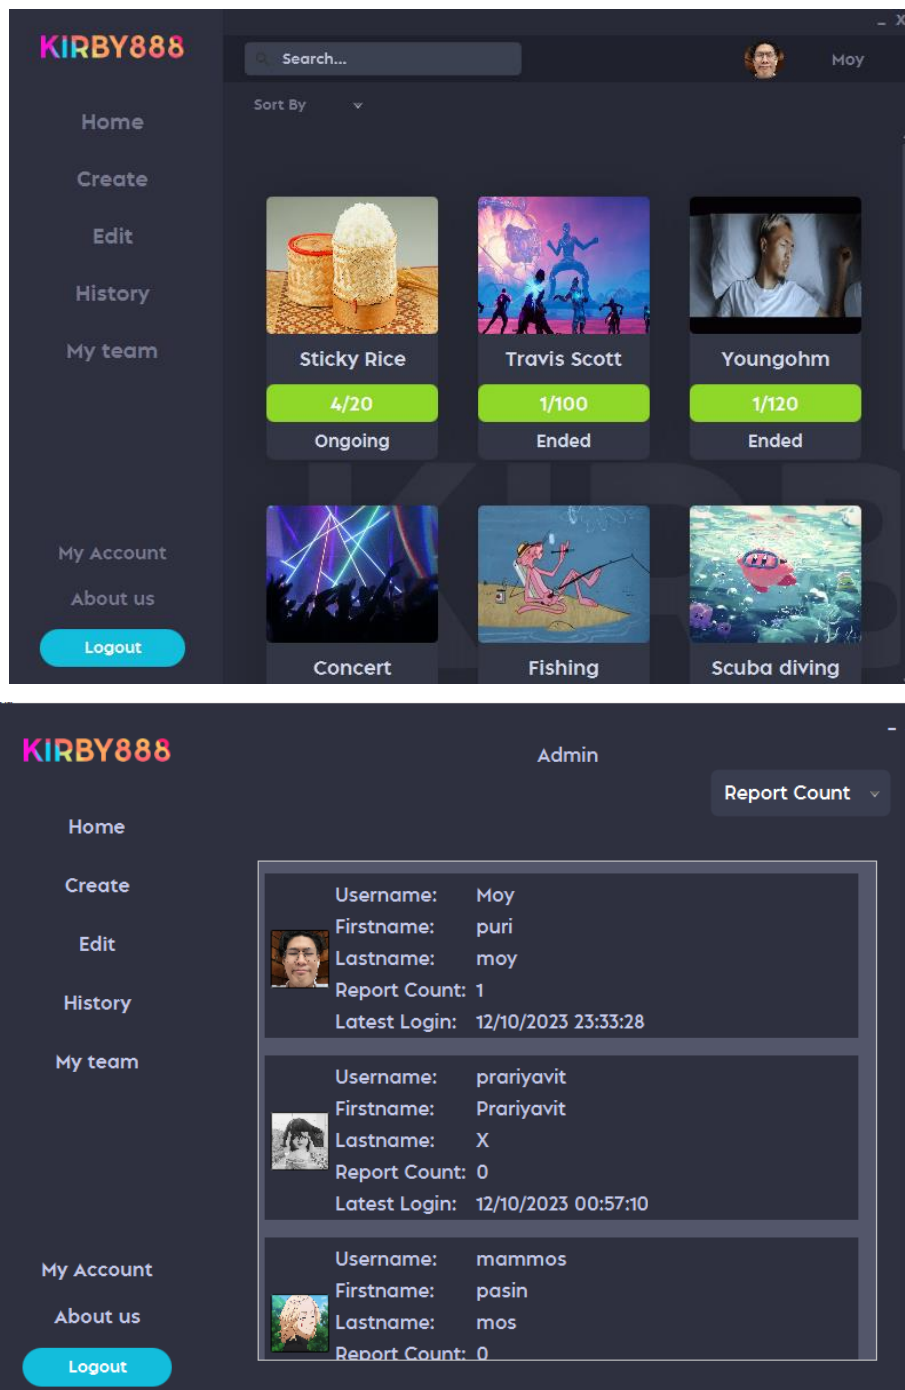 _ X
KIRBY888
Search...
Moy
Sort By
Home
Create
Edit
History
My team
Sticky Rice
Travis Scott
Youngohm
4/20
1/100
1/120
Ongoing
Ended
Ended
My Account
About us
Logout
Concert
Fishing
Scuba diving
KIRBY888
Admin
Report Count
Home
Create
Edit
History
My team
My Account
About us
Logout
Username: Moy
Firstname: puri
Lastname: moy
Report Count: 1
Latest Login: 12/10/2023 23:33:28
Username: prariyavit
Firstname: Prariyavit
Lastname: X
Report Count: 0
Latest Login: 12/10/2023 00:57:10
Username: mammos
Firstname: pasin
Lastname: mos
Report Count: 0